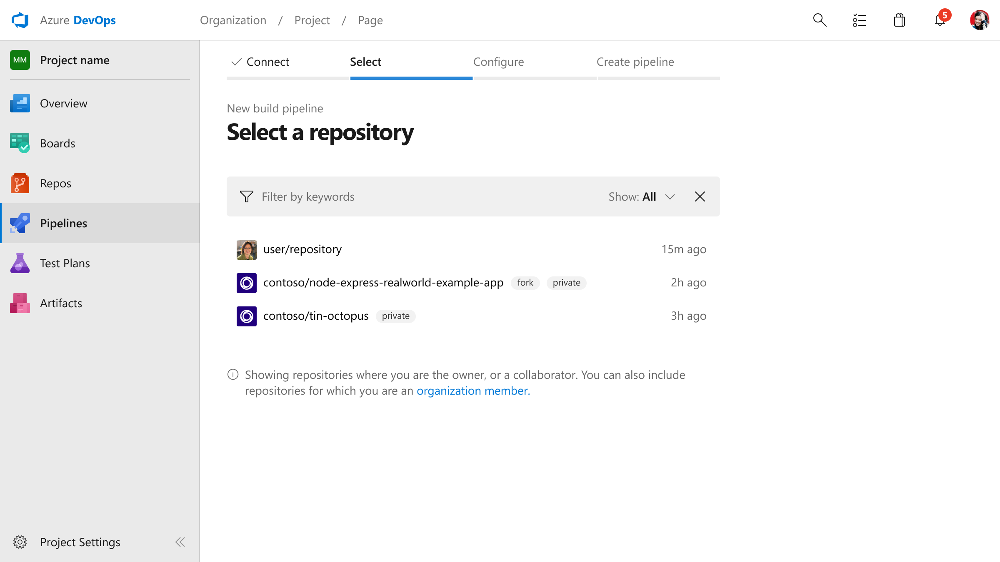 Azure DevOps
Organization / Project / Page
5
MM
Project name
Overview
Boards
Repos
Pipelines
Test Plans
Artifacts
Project Settings
Connect
Select
Configure
Create pipeline
New build pipeline
Select a repository
Filter by keywords
Show: All
user/repository
15m ago
contoso/node-express-realworld-example-app fork private
2h ago
contoso/tin-octopus private
3h ago
Showing repositories where you are the owner, or a collaborator. You can also include
repositories for which you are an organization member.